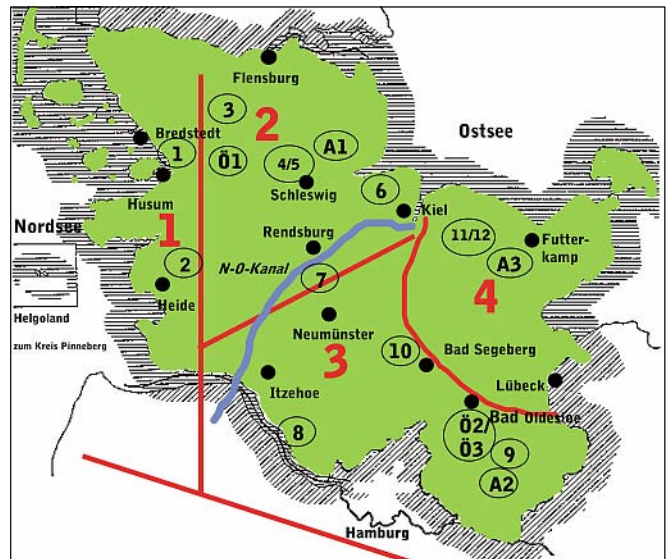 Flensburg
3
2
Ostsee
Bredstedt
1
Ö1
4/5
A1
Schleswig
Husum
6
Kiel
Nordsee
1
Rendsburg
11/12
Futter-
kamp
2
N-O-Kanal
7
A3
4
Heide
Helgoland
Neumünster
zum Kreis Pinneberg
3
10
Bad Segeberg
Lübeck
Itzehoe
Bad Oldesloe
Ö2/
Ö3
8
9
A2
Hamburg